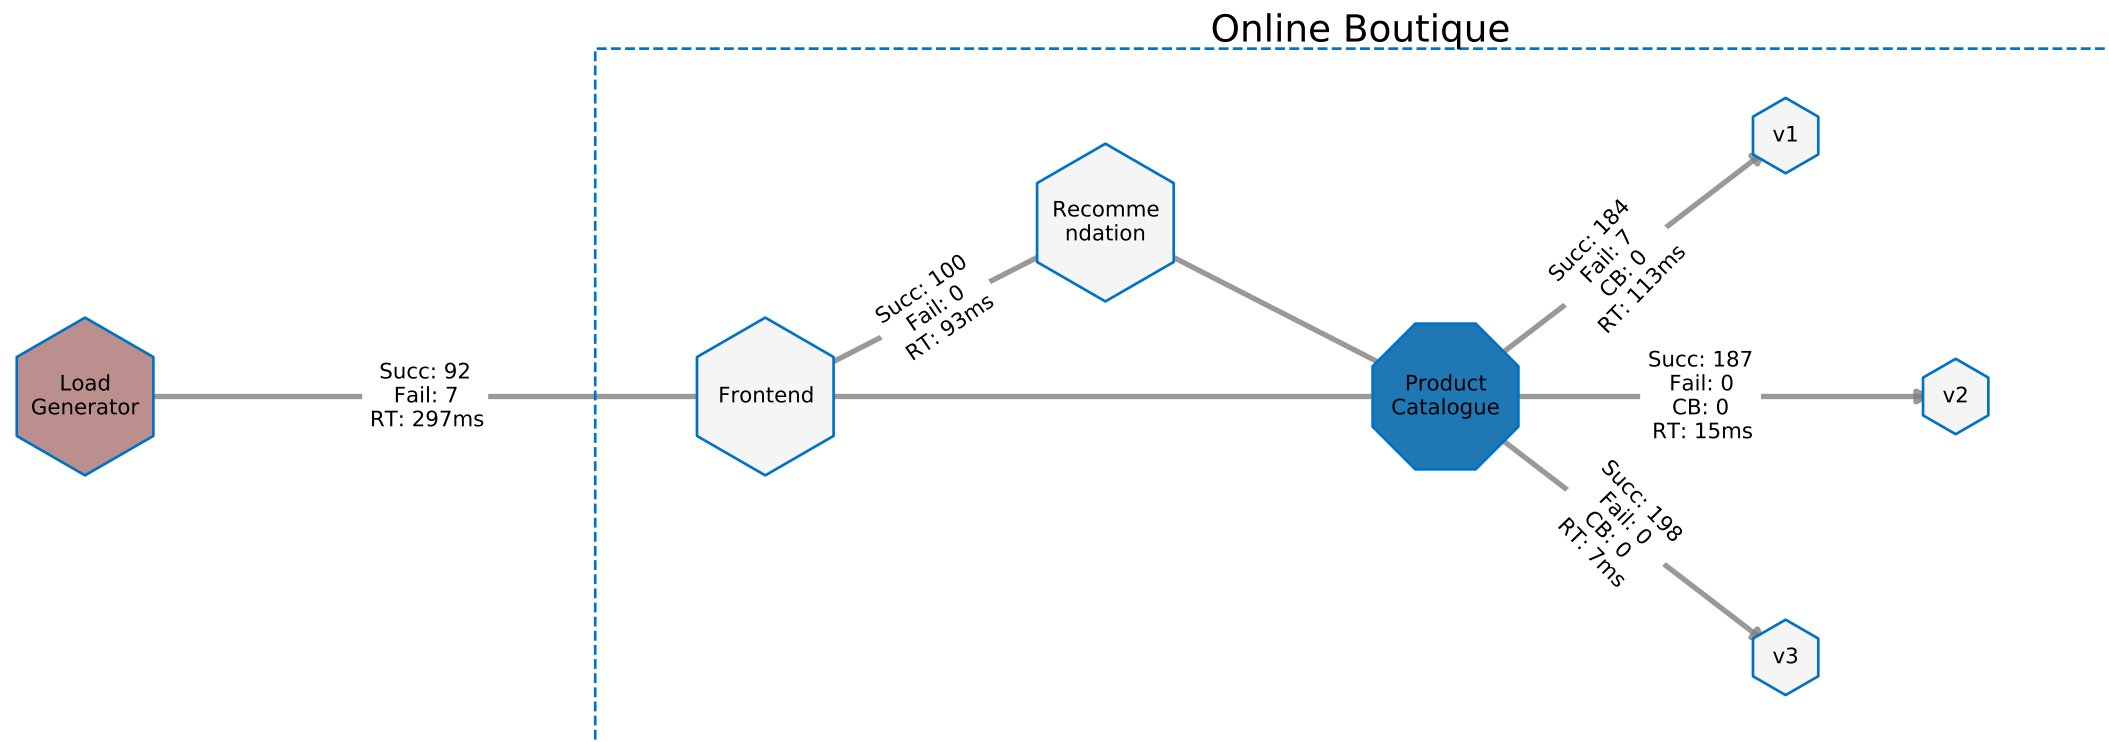 Online Boutique
Load
Generator
Succ: 92
Fail: 7
RT: 297ms
Frontend
Succ: 100
Fail: 0
RT: 93ms
Recomme
ndation
Product
Catalogue
Succ: 184
Fail: 7
CB: 0
RT: 113ms
v1
Succ: 187
Fail: 0
CB: 0
RT: 15ms
v2
Succ: 198
Fail: 0
CB: 0
RT: 7ms
v3